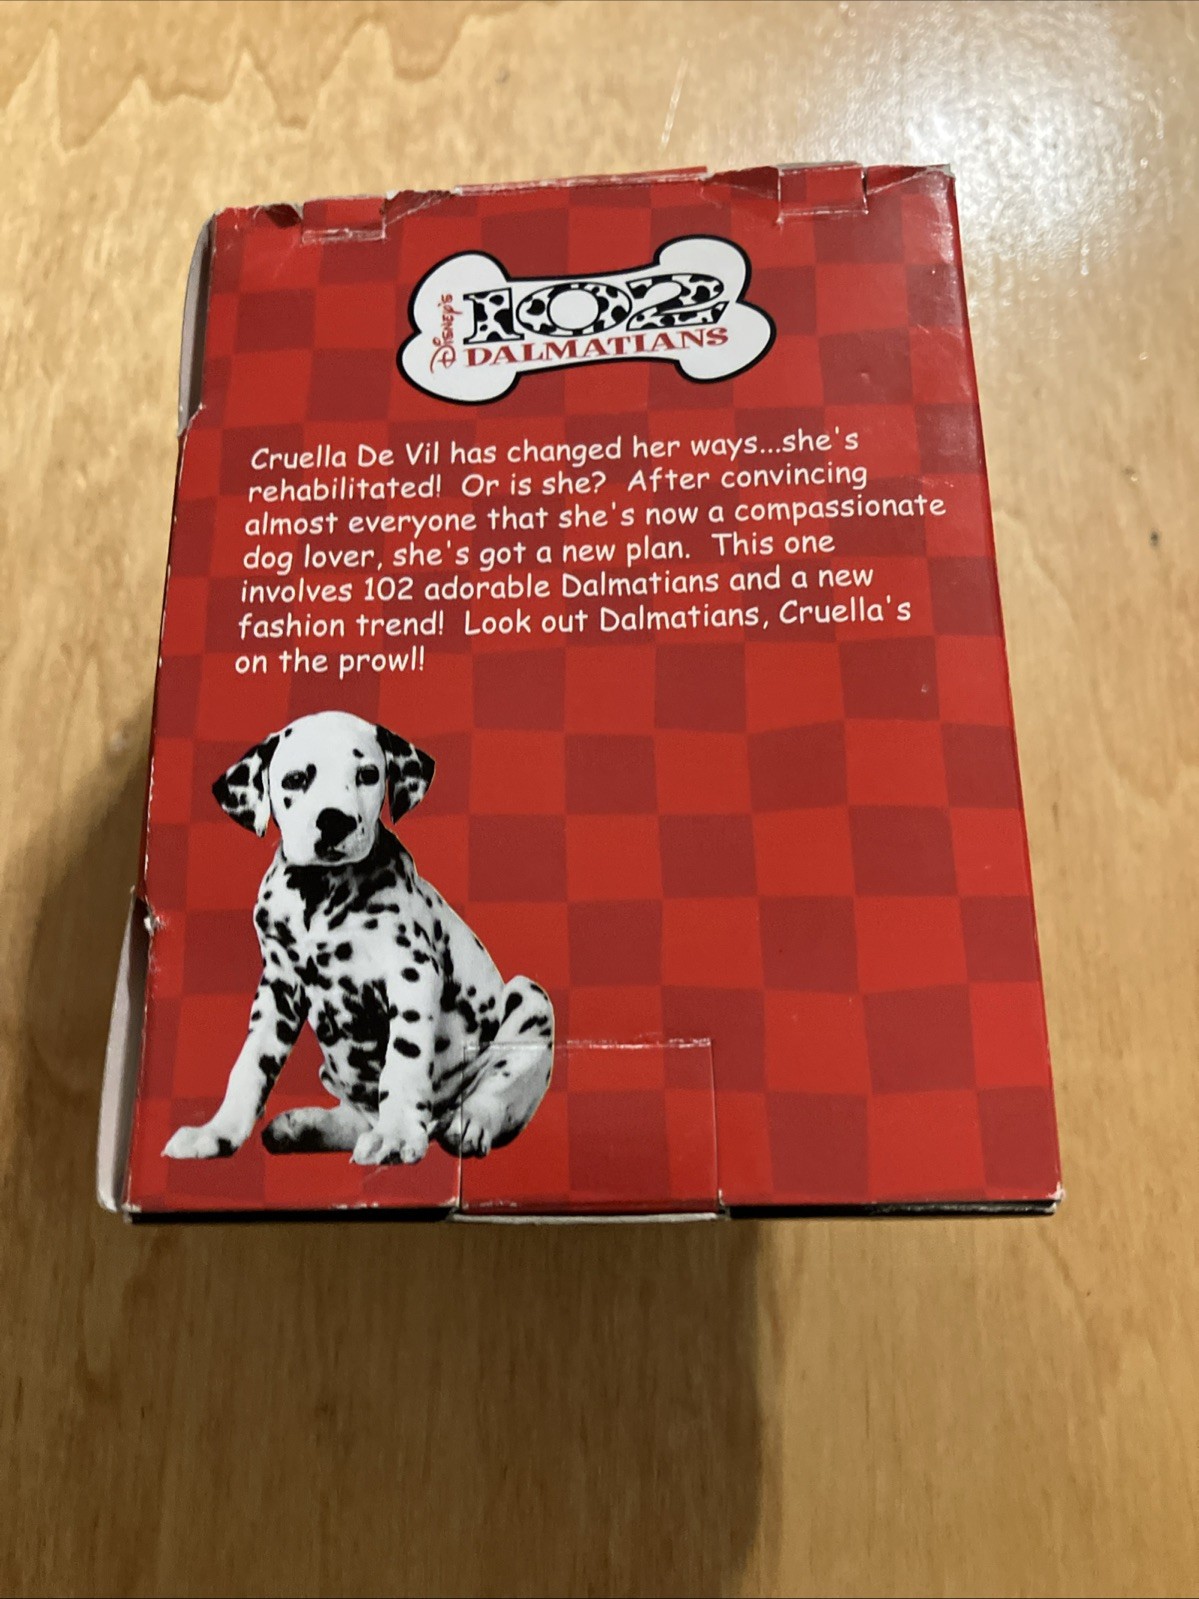 Disney's
102
DALMATIANS
Cruella De Vil has changed her ways...she's
rehabilitated!  Or is she?  After convincing
almost everyone that she's now a compassionate
dog lover, she's got a new plan.  This one
involves 102 adorable Dalmatians and a new
fashion trend!  Look out Dalmatians, Cruella's
on the prowl!